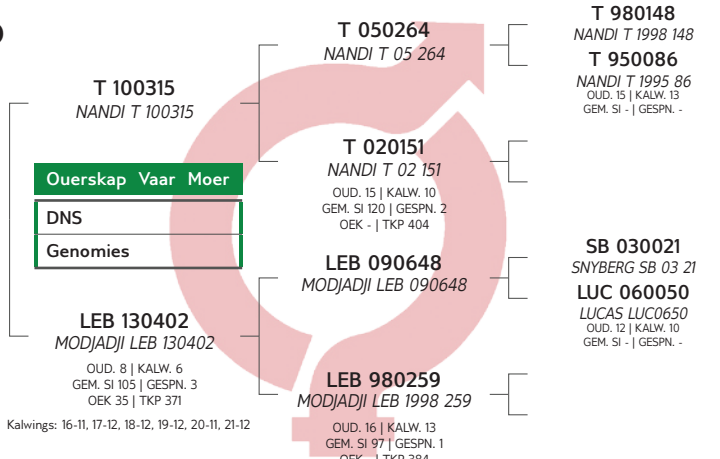 T 100315
NANDI T 100315
Ouerskap Vaar Moer
DNS
Genomies
LEB 130402
MODJADJI LEB 130402
OUD. 8 | KALW. 6
GEM. SI 105 | GESPN. 3
OEK 35 | TKP 371
Kalwings: 16-11, 17-12, 18-12, 19-12, 20-11, 21-12
T 050264
NANDI T 05 264
T 020151
NANDI T 02 151
OUD. 15 | KALW. 10
GEM. SI 120 | GESPN. 2
OEK - | TKP 404
LEB 090648
MODJADJI LEB 090648
LEB 980259
MODJADJI LEB 1998 259
OUD. 16 | KALW. 13
GEM. SI 97 | GESPN. 1
OEK - | TKP 384
T 980148
NANDI T 1998 148
T 950086
NANDI T 1995 86
OUD. 15 | KALW. 13
GEM. SI - | GESPN. -
SB 030021
SNYBERG SB 03 21
LUC 060050
LUCAS LUC0650
OUD. 12 | KALW. 10
GEM. SI - | GESPN. -